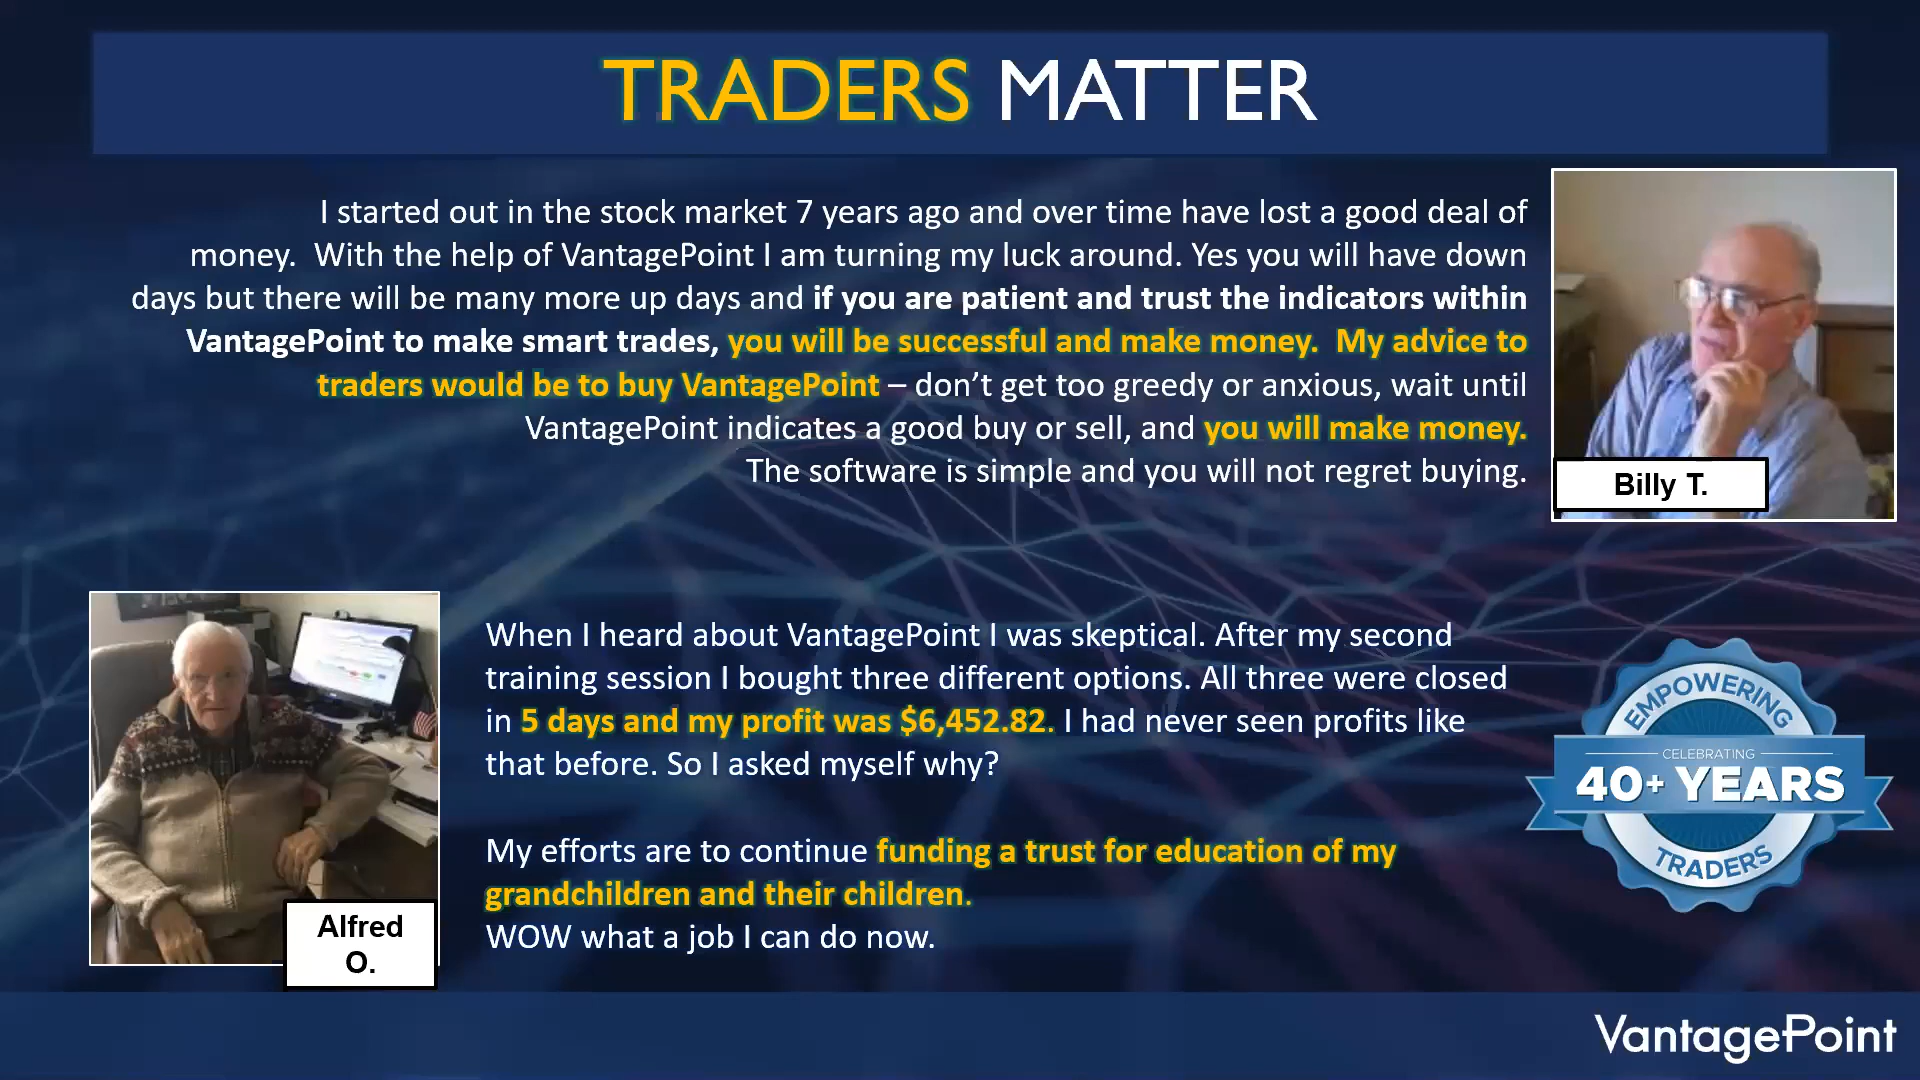 TRADERS MATTER
I started out in the stock market 7 years ago and over time have lost a good deal of
money.  With the help of VantagePoint I am turning my luck around. Yes you will have down
days but there will be many more up days and if you are patient and trust the indicators within
VantagePoint to make smart trades, you will be successful and make money.  My advice to
traders would be to buy VantagePoint – don’t get too greedy or anxious, wait until
VantagePoint indicates a good buy or sell, and you will make money.
The software is simple and you will not regret buying.
Billy T.
When I heard about VantagePoint I was skeptical. After my second
training session I bought three different options. All three were closed
in 5 days and my profit was $6,452.82. I had never seen profits like
that before. So I asked myself why?
My efforts are to continue funding a trust for education of my
grandchildren and their children.
WOW what a job I can do now.
Alfred
O.
EMPOWERING
CELEBRATING
40+ YEARS
TRADERS
VantagePoint